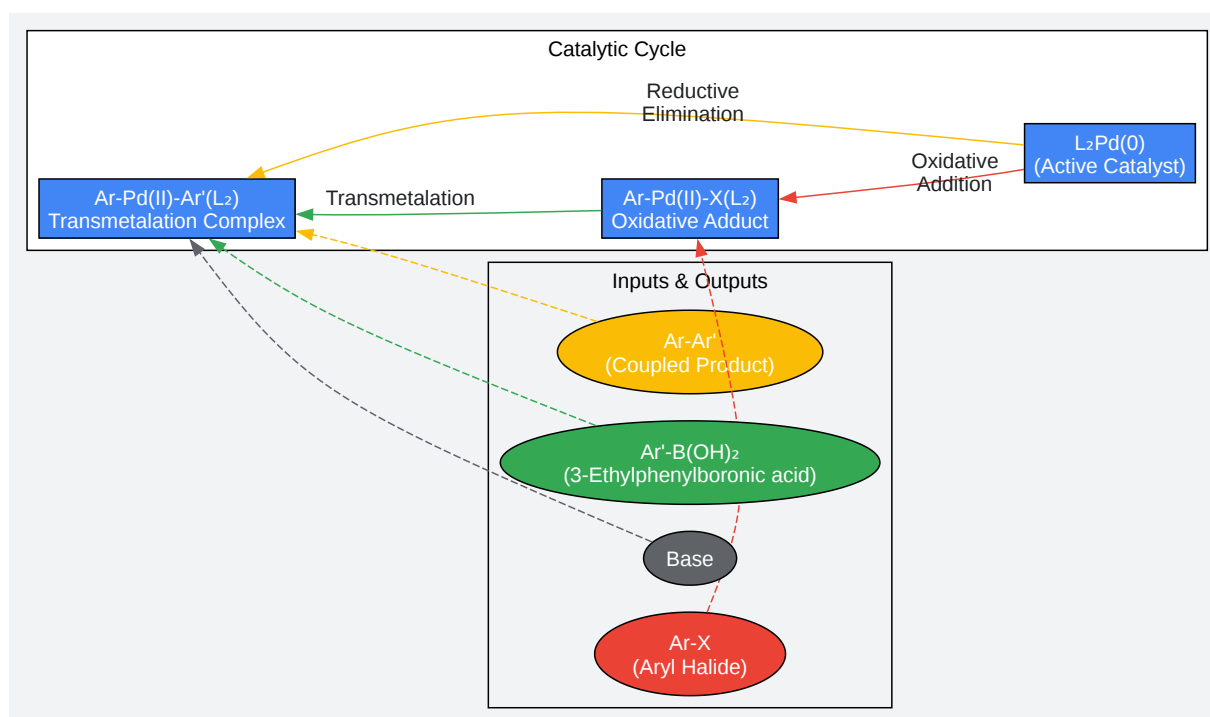 Catalytic Cycle
Reductive
Elimination
L₂Pd(0)
(Active Catalyst)
Oxidative
Addition
Ar-Pd(II)-Ar'(L₂)
Transmetalation Complex
Transmetalation
Ar-Pd(II)-X(L₂)
Oxidative Adduct
Inputs & Outputs
Ar-Ar'
(Coupled Product)
Ar'-B(OH)₂
(3-Ethylphenylboronic acid)
Base
Ar-X
(Aryl Halide)